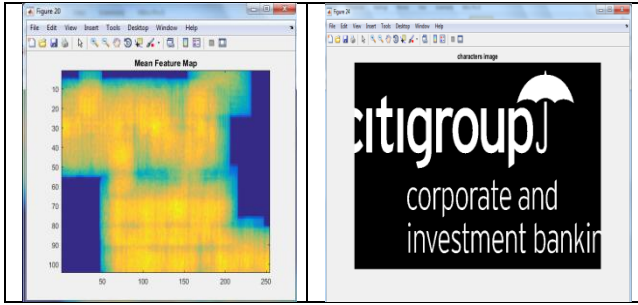 Figure 20
File Edit View Insert Tools Desktop Window Help
Mean Feature Map
10
20
30
40
50
60
70
80
90
100
50 100 150 200 250
Figure 24
File Edit View Insert Tools Desktop Window Help
characters image
citigroup
corporate and
investment bankin